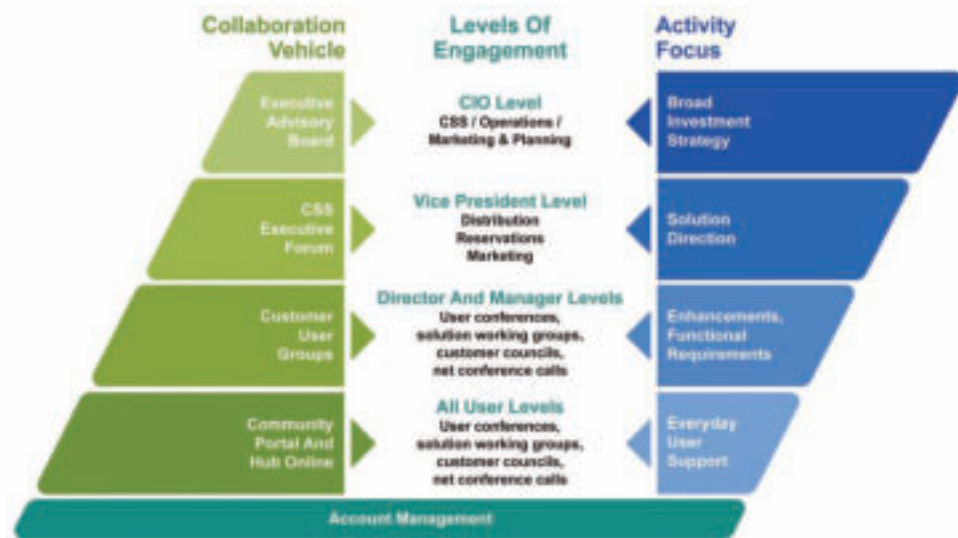 Collaboration
Vehicle
Levels Of
Engagement
Activity
Focus
Executive
Advisory
Board
CIO Level
CSS / Operations /
Marketing & Planning
Broad
Investment
Strategy
CSS
Executive
Forum
Vice President Level
Distribution
Reservations
Marketing
Solution
Direction
Customer
User
Groups
Director And Manager Levels
User conferences,
solution working groups,
customer councils,
net conference calls
Enhancements,
Functional
Requirements
Community
Portal And
Hub Online
All User Levels
User conferences,
solution working groups,
customer councils,
net conference calls
Everyday
User
Support
Account Management